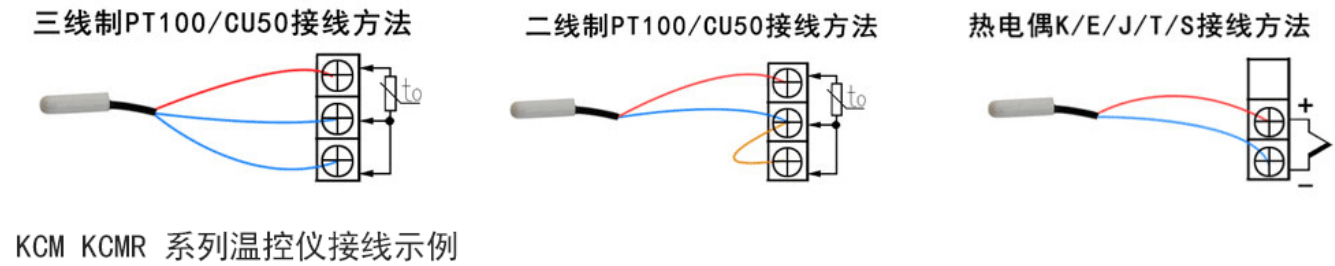 三线制PT100/CU50接线方法
二线制PT100/CU50接线方法
热电偶K/E/J/T/S接线方法
to
to
+
−
KCM KCMR 系列温控仪接线示例